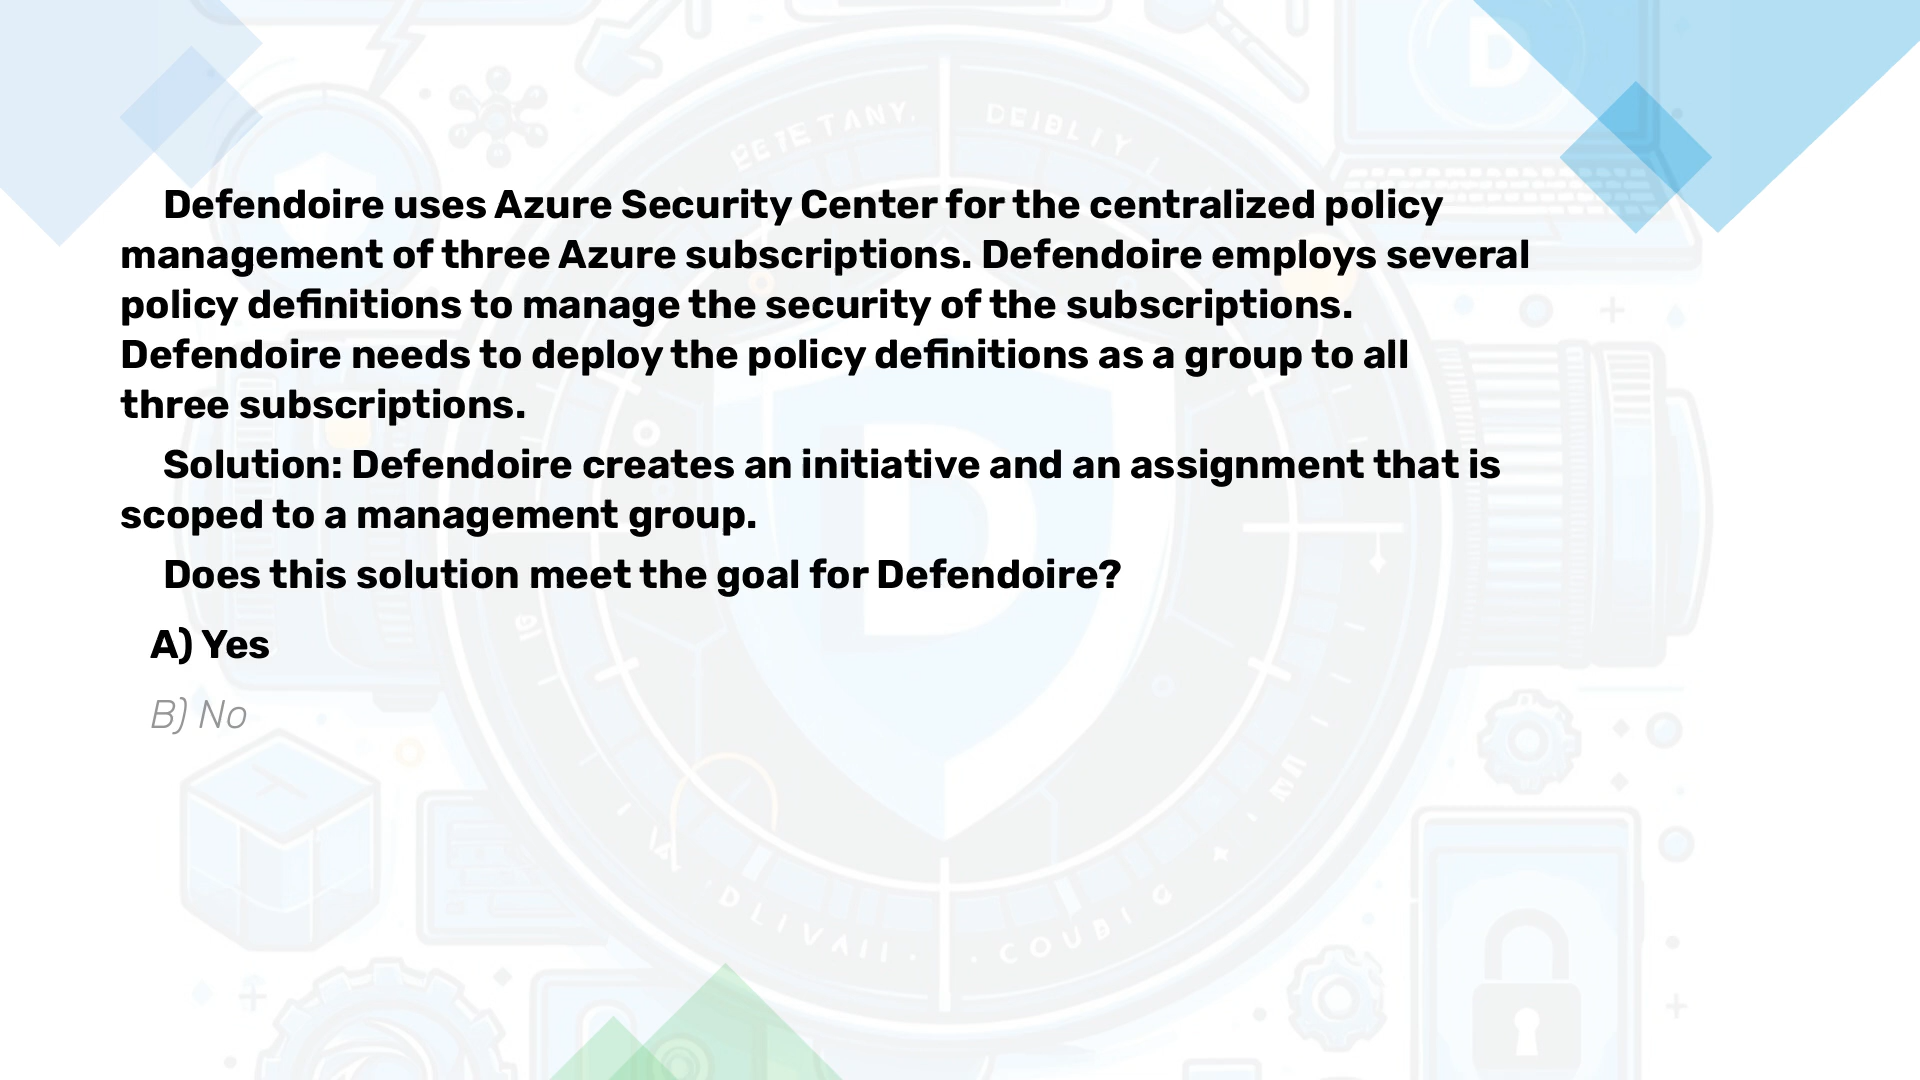 Defendoire uses Azure Security Center for the centralized policy
management of three Azure subscriptions. Defendoire employs several
policy definitions to manage the security of the subscriptions.
Defendoire needs to deploy the policy definitions as a group to all
three subscriptions.
Solution: Defendoire creates an initiative and an assignment that is
scoped to a management group.
Does this solution meet the goal for Defendoire?
A) Yes
B) No